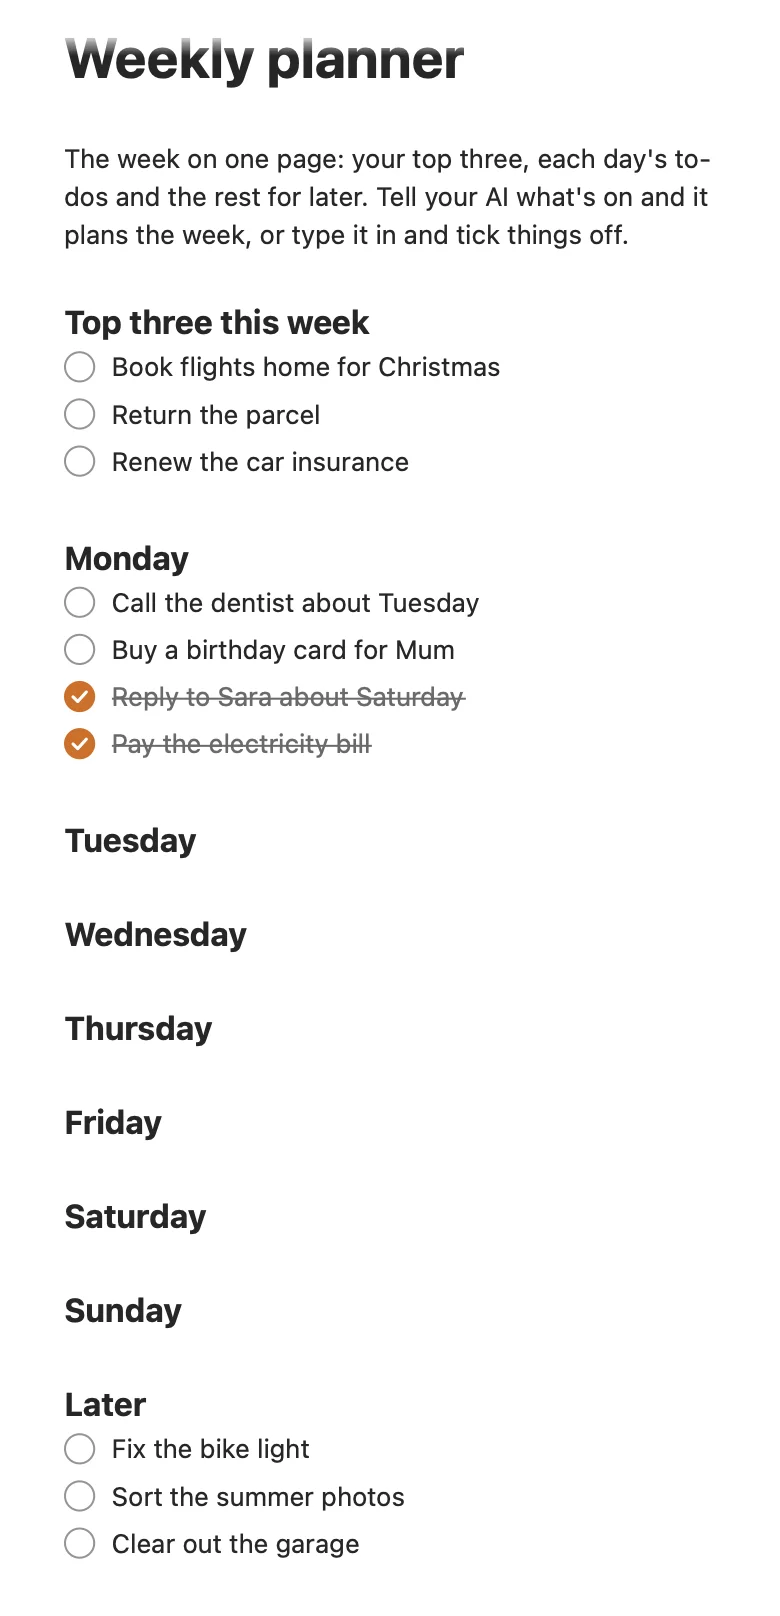 Weekly planner
The week on one page: your top three, each day's to-
dos and the rest for later. Tell your AI what's on and it
plans the week, or type it in and tick things off.
Top three this week
Book flights home for Christmas
Return the parcel
Renew the car insurance
Monday
Call the dentist about Tuesday
Buy a birthday card for Mum
Reply to Sara about Saturday
Pay the electricity bill
Tuesday
Wednesday
Thursday
Friday
Saturday
Sunday
Later
Fix the bike light
Sort the summer photos
Clear out the garage